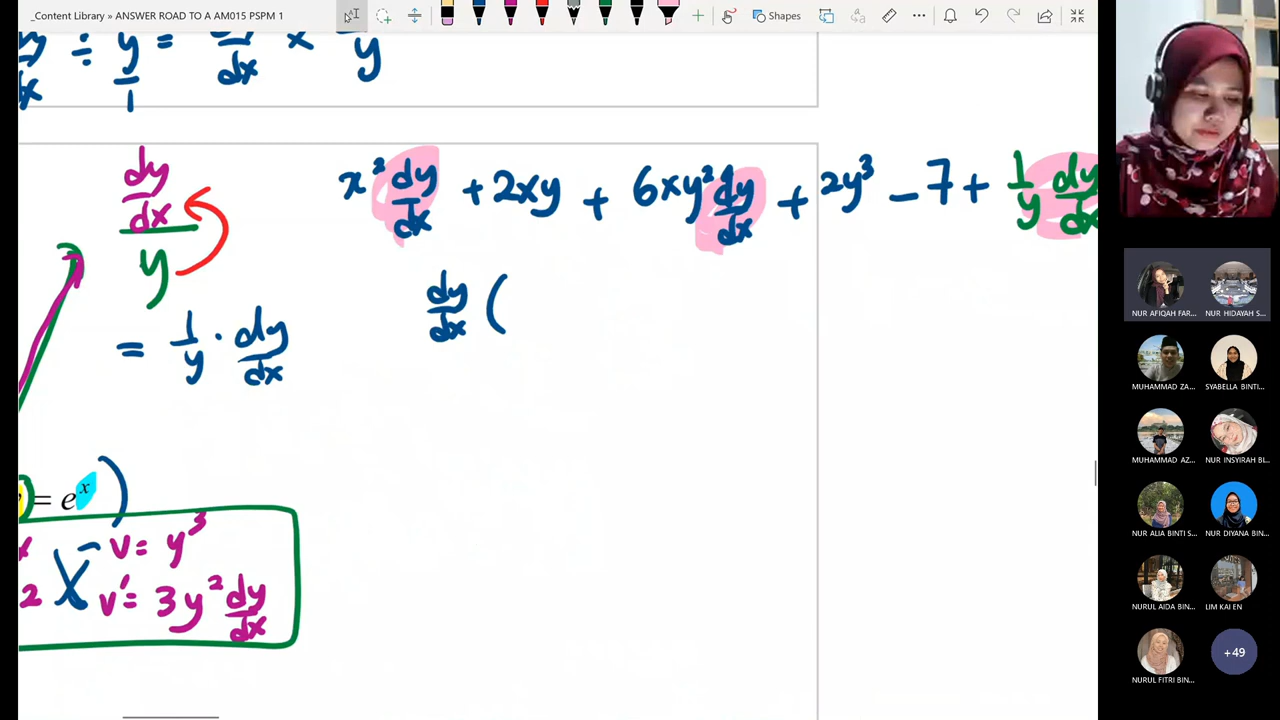 _Content Library » ANSWER ROAD TO A AM015 PSPM 1
Shapes
÷ y/1 = dy/dx × /y
dy/dx / y
= 1/y · dy/dx
x² dy/dx + 2xy + 6xy² dy/dx + 2y³ - 7 + 1/y dy/dx
dy/dx (
= eˣ )
v = y³
2 v' = 3y² dy/dx
NUR AFIQAH FAR...
NUR HIDAYAH S...
MUHAMMAD ZA...
SYABELLA BINTI...
MUHAMMAD AZ...
NUR INSYIRAH BI...
NUR ALIA BINTI S...
NUR DIYANA BIN...
NURUL AIDA BIN...
LIM KAI EN
NURUL FITRI BIN...
+49